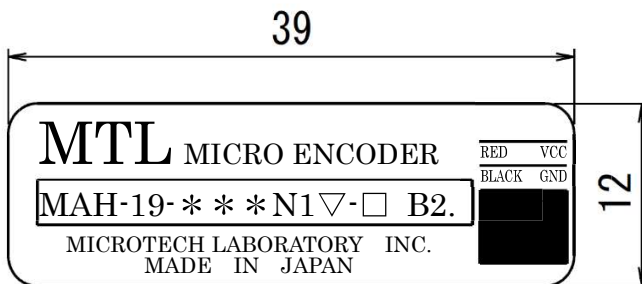 39
MTL MICRO ENCODER
RED VCC
BLACK GND
MAH-19-＊＊＊N1▽-□ B2.
12
MICROTECH LABORATORY INC.
MADE IN JAPAN